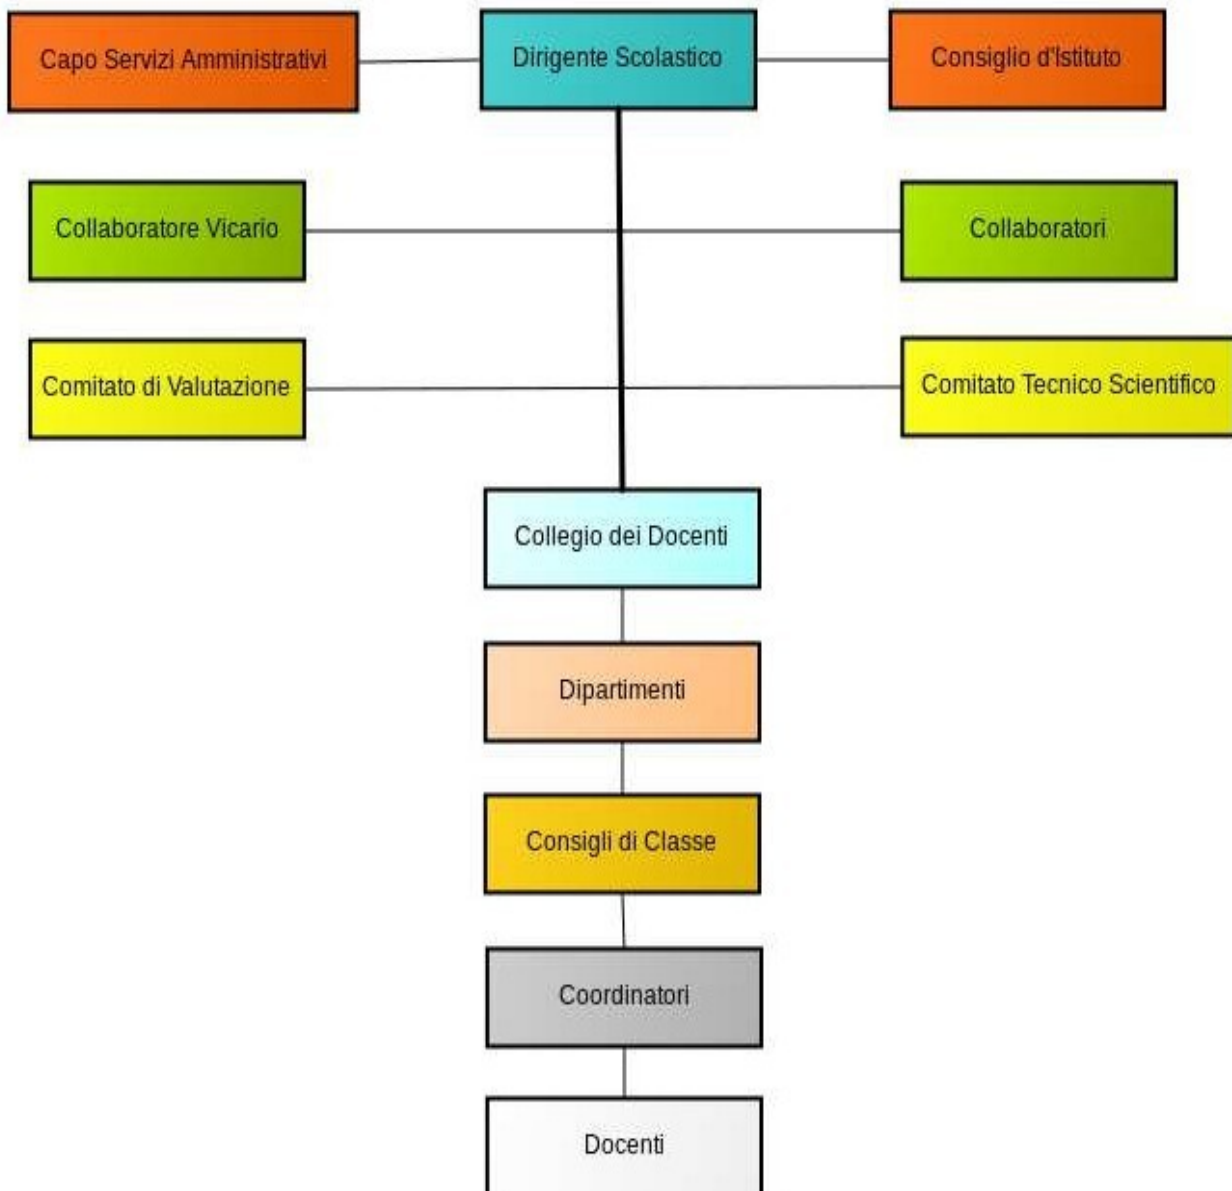 Capo Servizi Amministrativi
Dirigente Scolastico
Consiglio d'Istituto
Collaboratore Vicario
Collaboratori
Comitato di Valutazione
Comitato Tecnico Scientifico
Collegio dei Docenti
Dipartimenti
Consigli di Classe
Coordinatori
Docenti